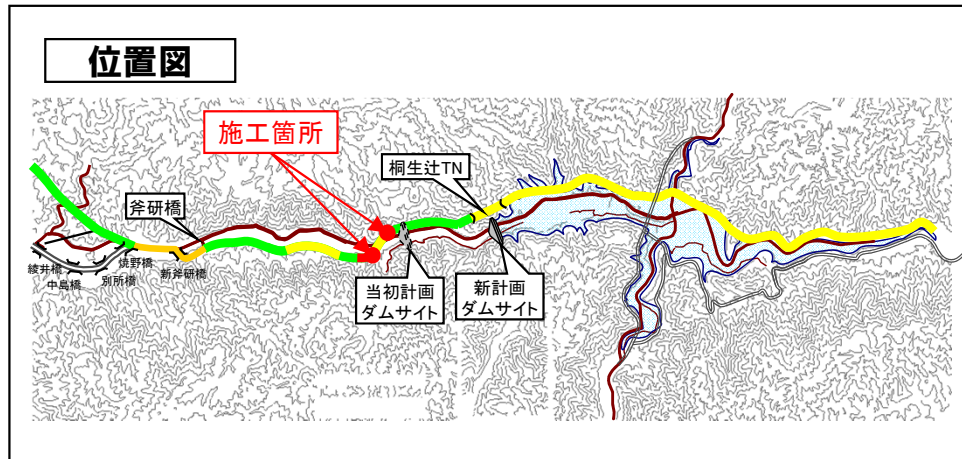 位置図
施工箇所
桐生辻TN
斧研橋
綾井橋
中島橋
別所橋
焼野橋
新斧研橋
当初計画
ダムサイト
新計画
ダムサイト